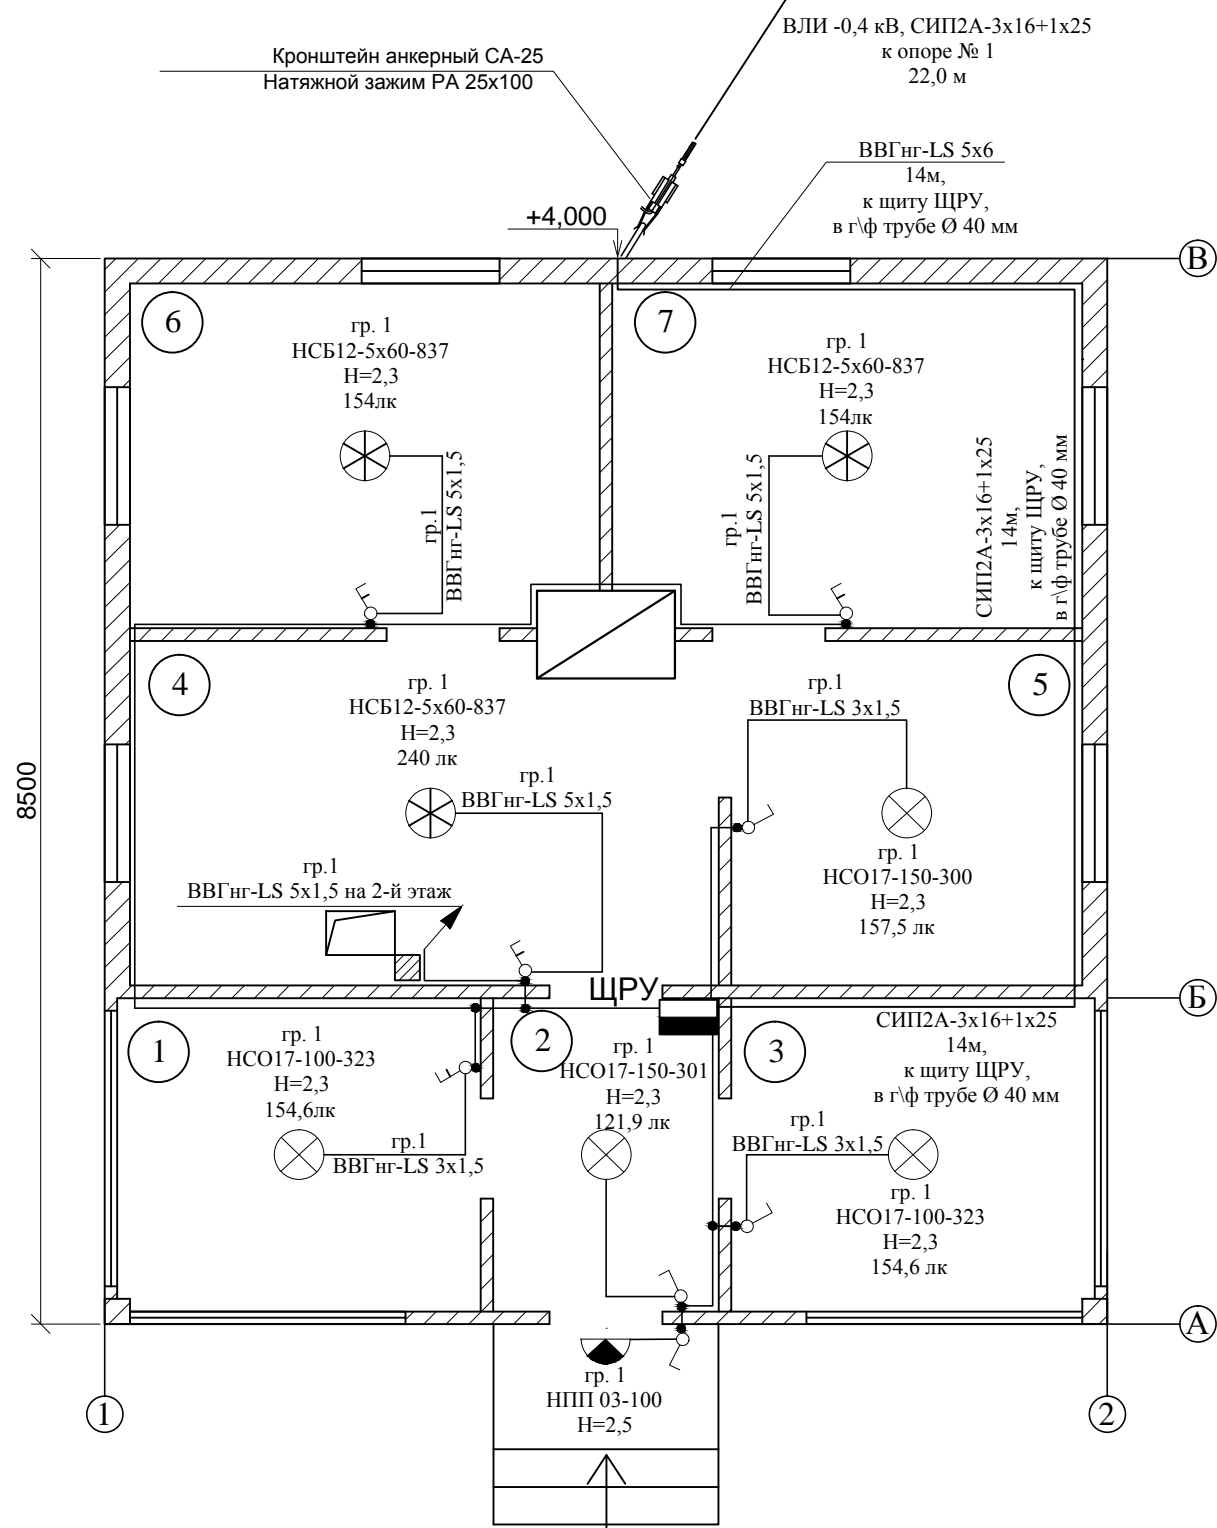 ВЛИ -0,4 кВ, СИП2А-3х16+1х25
к опоре № 1
22,0 м
Кронштейн анкерный СА-25
Натяжной зажим РА 25х100
ВВГнг-LS 5х6
14м,
к щиту ЩРУ,
в г\ф трубе Ø 40 мм
+4,000
В
6
гр. 1
НСБ12-5х60-837
Н=2,3
154лк
гр.1
ВВГнг-LS 5х1,5
7
гр. 1
НСБ12-5х60-837
Н=2,3
154лк
гр.1
ВВГнг-LS 5х1,5
СИП2А-3х16+1х25
14м,
к щиту ЩРУ,
в г\ф трубе Ø 40 мм
8500
4
гр. 1
НСБ12-5х60-837
Н=2,3
240 лк
гр.1
ВВГнг-LS 5х1,5
гр.1
ВВГнг-LS 5х1,5 на 2-й этаж
5
гр.1
ВВГнг-LS 3х1,5
гр. 1
НСО17-150-300
Н=2,3
157,5 лк
ЩРУ
Б
1
гр. 1
НСО17-100-323
Н=2,3
154,6лк
гр.1
ВВГнг-LS 3х1,5
2
гр. 1
НСО17-150-301
Н=2,3
121,9 лк
3
СИП2А-3х16+1х25
14м,
к щиту ЩРУ,
в г\ф трубе Ø 40 мм
гр.1
ВВГнг-LS 3х1,5
гр. 1
НСО17-100-323
Н=2,3
154,6 лк
А
гр. 1
НПП 03-100
Н=2,5
1
2